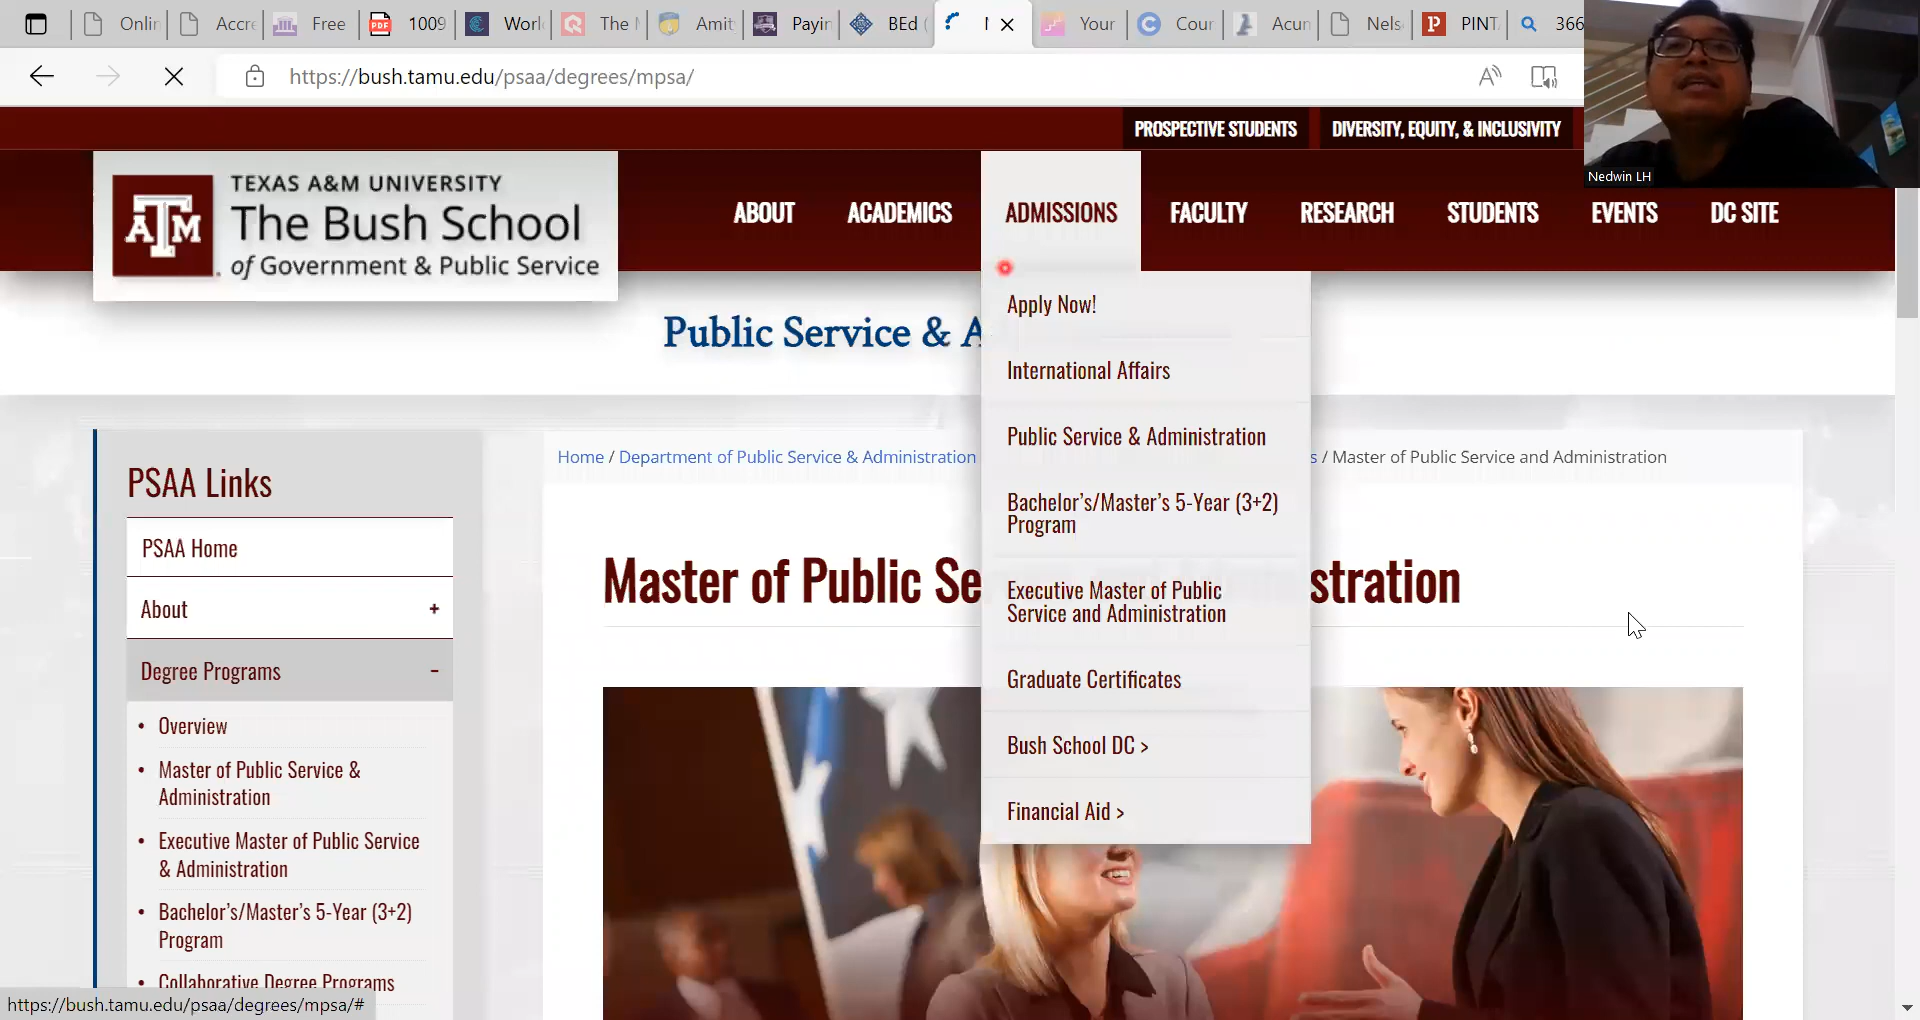 Onlin
Accre
Free
PDF
1009
Worl
The M
Amit
Payin
BEd (
Your
Cour
Acun
Nels
P
PINT
366
https://bush.tamu.edu/psaa/degrees/mpsa/
PROSPECTIVE STUDENTS
DIVERSITY, EQUITY, & INCLUSIVITY
Nedwin LH
ATM
TEXAS A&M UNIVERSITY
The Bush School
of Government & Public Service
ABOUT
ACADEMICS
ADMISSIONS
FACULTY
RESEARCH
STUDENTS
EVENTS
DC SITE
Public Service & A
Apply Now!
International Affairs
Public Service & Administration
Bachelor's/Master's 5-Year (3+2)
Program
Executive Master of Public
Service and Administration
Graduate Certificates
Bush School DC >
Financial Aid >
Home / Department of Public Service & Administration
s / Master of Public Service and Administration
Master of Public Se
stration
PSAA Links
PSAA Home
About +
Degree Programs -
• Overview
• Master of Public Service &
Administration
• Executive Master of Public Service
& Administration
• Bachelor's/Master's 5-Year (3+2)
Program
• Collaborative Degree Programs
https://bush.tamu.edu/psaa/degrees/mpsa/#